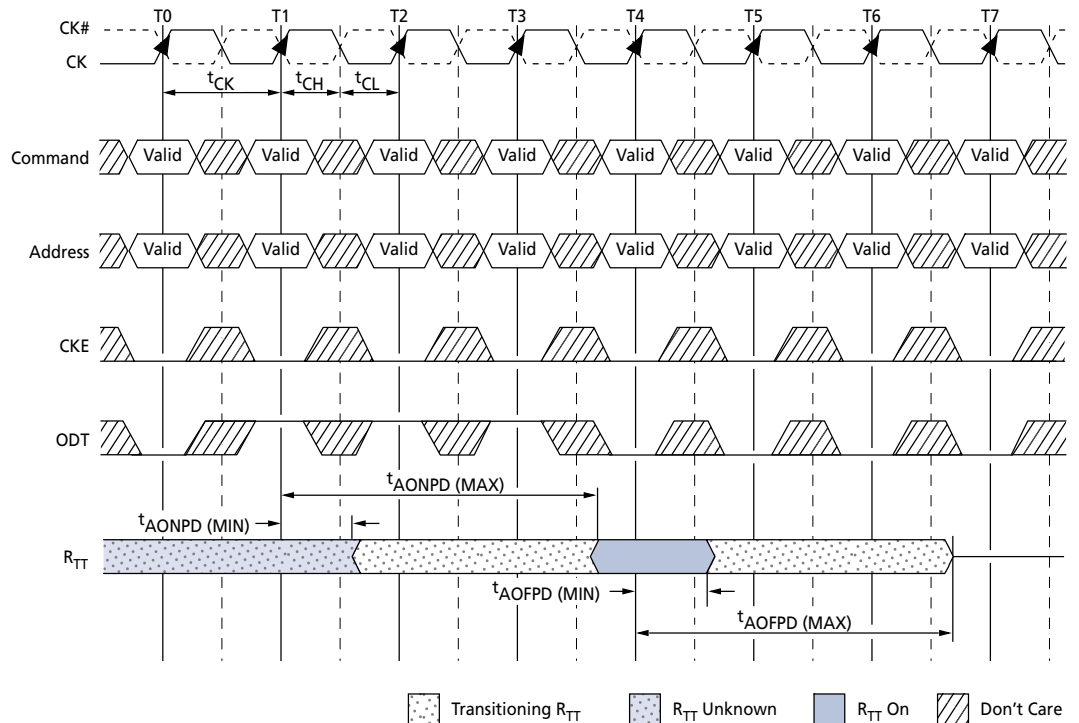 T0 T1 T2 T3 T4 T5 T6 T7
CK#
CK
tCK tCH tCL
Command Valid Valid Valid Valid Valid Valid Valid Valid
Address Valid Valid Valid Valid Valid Valid Valid Valid
CKE
ODT
tAONPD (MAX)
tAONPD (MIN)
RTT
tAOFPD (MIN)
tAOFPD (MAX)
Transitioning RTT RTT Unknown RTT On Don't Care